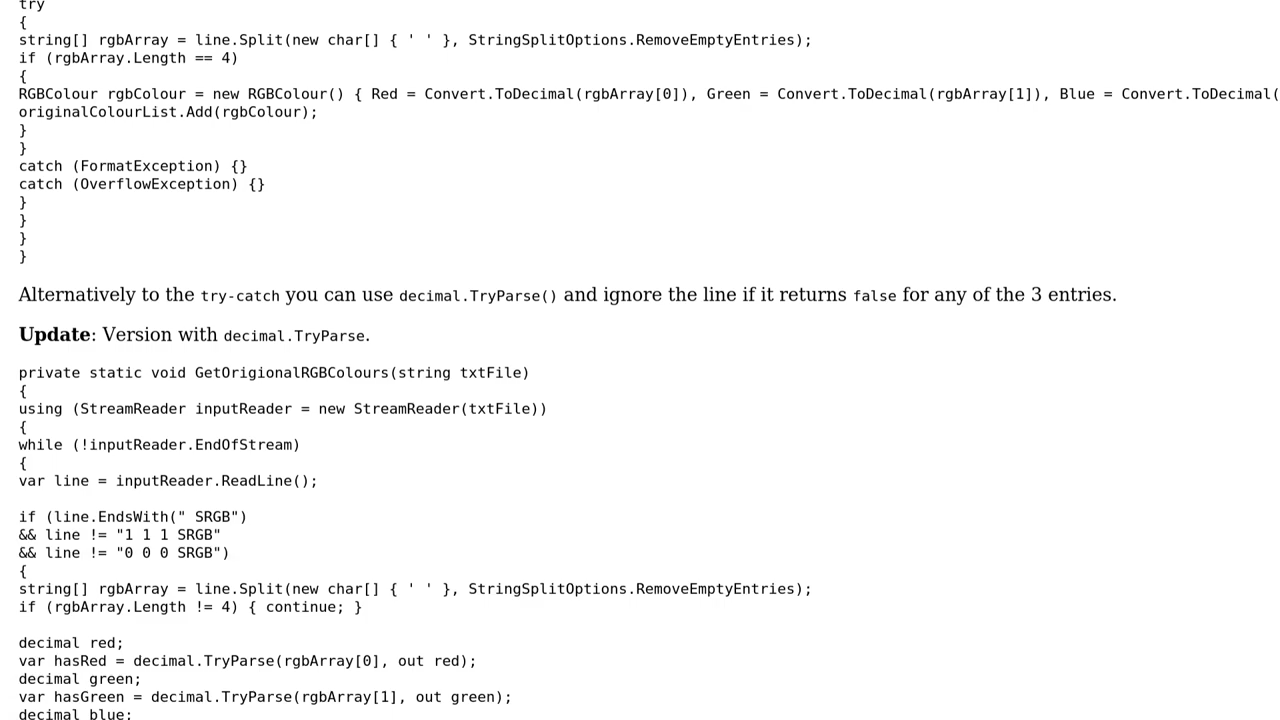 try
{
string[] rgbArray = line.Split(new char[] { ' ' }, StringSplitOptions.RemoveEmptyEntries);
if (rgbArray.Length == 4)
{
RGBColour rgbColour = new RGBColour() { Red = Convert.ToDecimal(rgbArray[0]), Green = Convert.ToDecimal(rgbArray[1]), Blue = Convert.ToDecimal(
originalColourList.Add(rgbColour);
}
}
catch (FormatException) {}
catch (OverflowException) {}
}
}
}
}
Alternatively to the try-catch you can use decimal.TryParse() and ignore the line if it returns false for any of the 3 entries.
Update: Version with decimal.TryParse.
private static void GetOrigionalRGBColours(string txtFile)
{
using (StreamReader inputReader = new StreamReader(txtFile))
{
while (!inputReader.EndOfStream)
{
var line = inputReader.ReadLine();
if (line.EndsWith(" SRGB")
&& line != "1 1 1 SRGB"
&& line != "0 0 0 SRGB")
{
string[] rgbArray = line.Split(new char[] { ' ' }, StringSplitOptions.RemoveEmptyEntries);
if (rgbArray.Length != 4) { continue; }
decimal red;
var hasRed = decimal.TryParse(rgbArray[0], out red);
decimal green;
var hasGreen = decimal.TryParse(rgbArray[1], out green);
decimal blue;